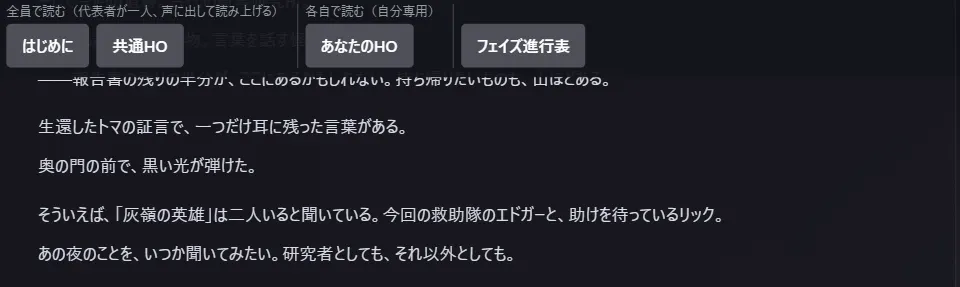 全員で読む（代表者が一人、声に出して読み上げる）
各自で読む（自分専用）
はじめに
共通HO
あなたのHO
フェイズ進行表
――報告書の残りの半分が、ここにあるかもしれない。持ち帰りたいものも、山ほどある。
生還したトマの証言で、一つだけ耳に残った言葉がある。
奥の門の前で、黒い光が弾けた。
そういえば、「灰嶺の英雄」は二人いると聞いている。今回の救助隊のエドガーと、助けを待っているリック。
あの夜のことを、いつか聞いてみたい。研究者としても、それ以外としても。